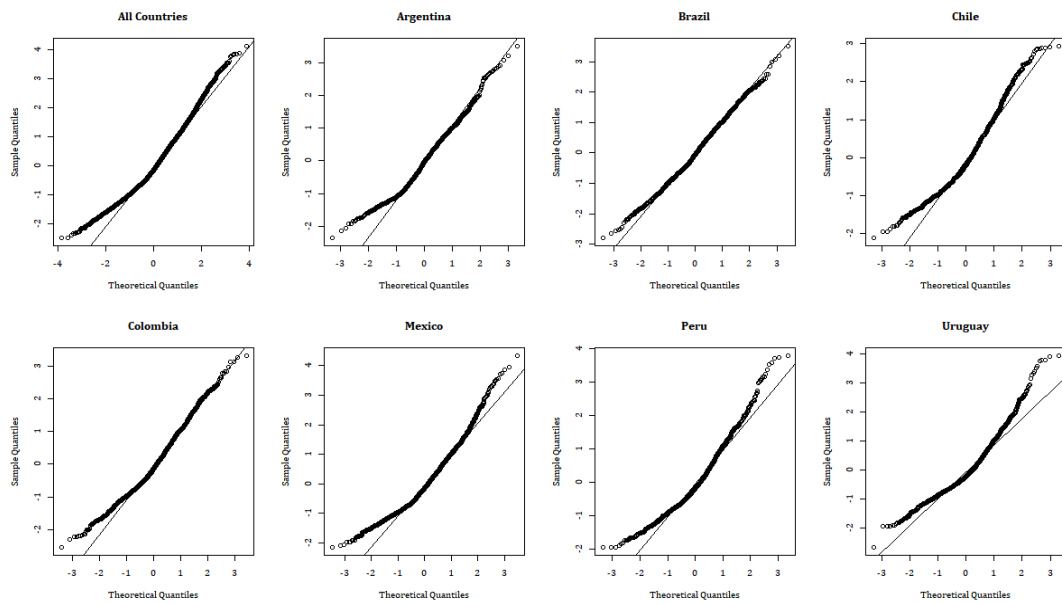 All Countries
Sample Quantiles
4
3
2
1
0
-1
-2
-4 -2 0 2 4
Theoretical Quantiles
Argentina
Sample Quantiles
3
2
1
0
-1
-2
-3 -2 -1 0 1 2 3
Theoretical Quantiles
Brazil
Sample Quantiles
3
2
1
0
-1
-2
-3
-3 -2 -1 0 1 2 3
Theoretical Quantiles
Chile
Sample Quantiles
3
2
1
0
-1
-2
-3 -2 -1 0 1 2 3
Theoretical Quantiles
Colombia
Sample Quantiles
3
2
1
0
-1
-2
-3 -2 -1 0 1 2 3
Theoretical Quantiles
Mexico
Sample Quantiles
4
3
2
1
0
-1
-2
-3 -2 -1 0 1 2 3
Theoretical Quantiles
Peru
Sample Quantiles
4
3
2
1
0
-1
-2
-3 -2 -1 0 1 2 3
Theoretical Quantiles
Uruguay
Sample Quantiles
4
3
2
1
0
-1
-2
-3 -2 -1 0 1 2 3
Theoretical Quantiles